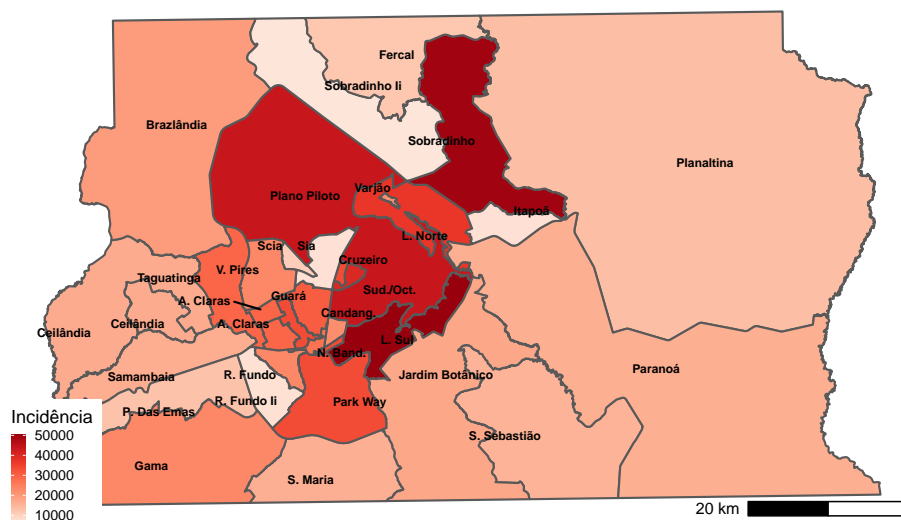 Fercal
Sobradinho Ii
Brazlândia
Sobradinho
Planaltina
Varjão
Plano Piloto
Itapoã
L. Norte
Scia
Sia
Cruzeiro
V. Pires
Taguatinga
Sud./Oct.
Guará
A. Claras
Candang.
Ceilândia
A. Claras
Ceilândia
L. Sul
N. Band.
Paranoá
Jardim Botânico
R. Fundo
Samambaia
R. Fundo Ii
Park Way
P. Das Emas
Incidência
S. Sebastião
50000
40000
30000
20000
10000
Gama
S. Maria
20 km